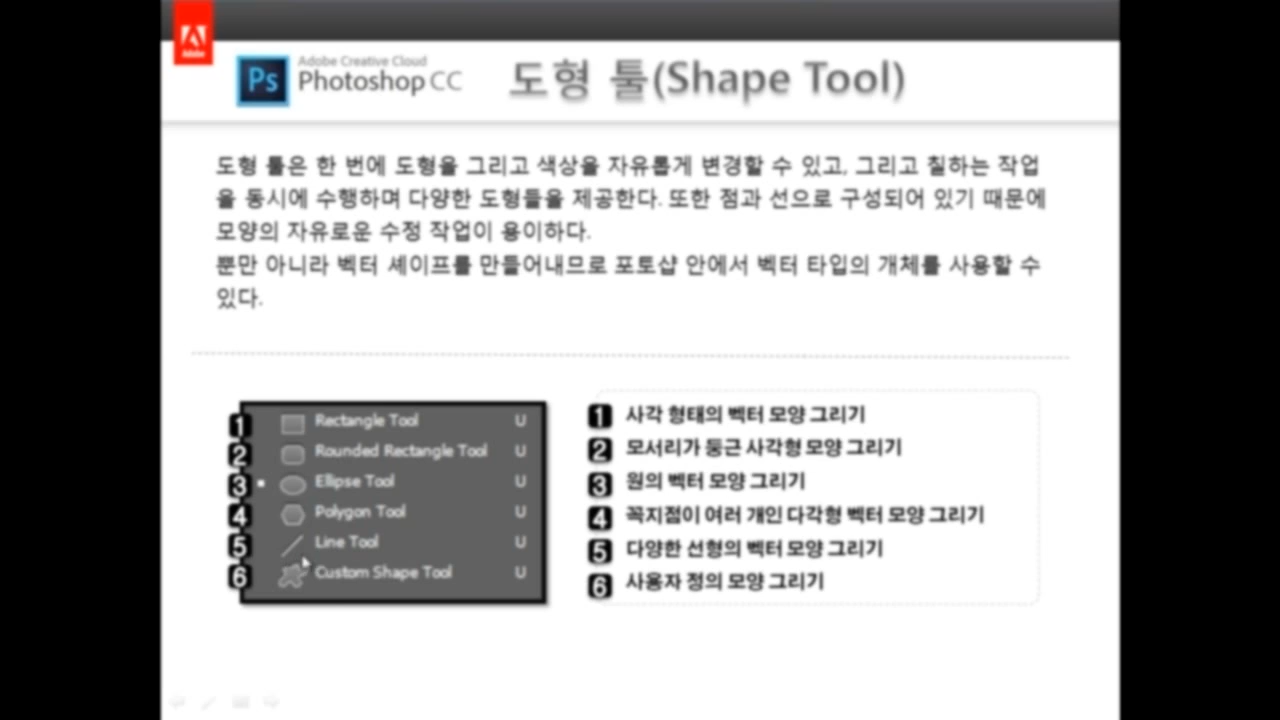 Adobe
Ps
Adobe Creative Cloud
Photoshop CC
도형 툴(Shape Tool)
도형 툴은 한 번에 도형을 그리고 색상을 자유롭게 변경할 수 있고, 그리고 칠하는 작업
을 동시에 수행하며 다양한 도형들을 제공한다. 또한 점과 선으로 구성되어 있기 때문에
모양의 자유로운 수정 작업이 용이하다.
뿐만 아니라 벡터 셰이프를 만들어내므로 포토샵 안에서 벡터 타입의 개체를 사용할 수
있다.
1 Rectangle Tool U
2 Rounded Rectangle Tool U
3 Ellipse Tool U
4 Polygon Tool U
5 Line Tool U
6 Custom Shape Tool U
1 사각 형태의 벡터 모양 그리기
2 모서리가 둥근 사각형 모양 그리기
3 원의 벡터 모양 그리기
4 꼭지점이 여러 개인 다각형 벡터 모양 그리기
5 다양한 선형의 벡터 모양 그리기
6 사용자 정의 모양 그리기